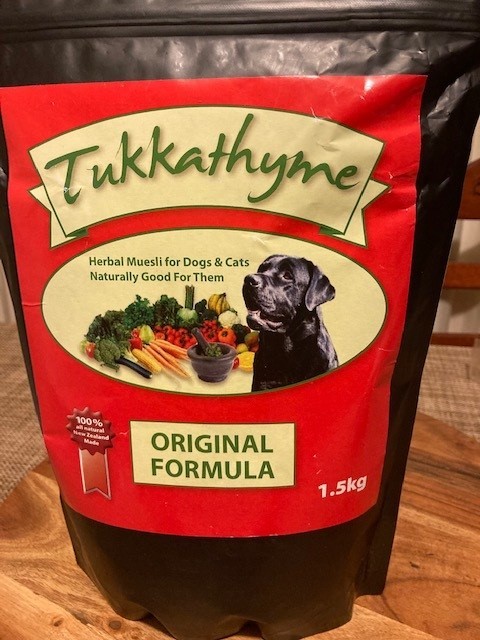 Tukkathyme
Herbal Muesli for Dogs & Cats
Naturally Good For Them
100%
all natural
New Zealand
Made
ORIGINAL
FORMULA
1.5kg